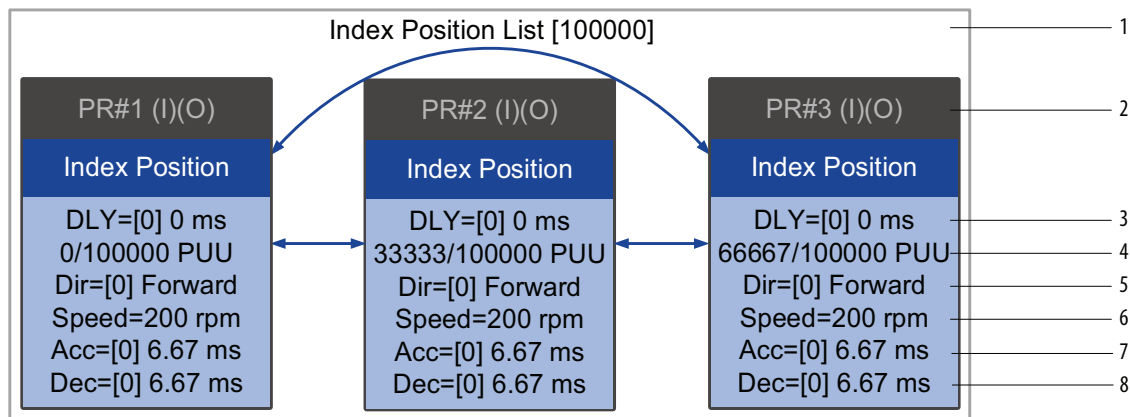 Index Position List [100000]
1
PR#1 (I)(O)
Index Position
DLY=[0] 0 ms
0/100000 PUU
Dir=[0] Forward
Speed=200 rpm
Acc=[0] 6.67 ms
Dec=[0] 6.67 ms
PR#2 (I)(O)
Index Position
DLY=[0] 0 ms
33333/100000 PUU
Dir=[0] Forward
Speed=200 rpm
Acc=[0] 6.67 ms
Dec=[0] 6.67 ms
PR#3 (I)(O)
Index Position
DLY=[0] 0 ms
66667/100000 PUU
Dir=[0] Forward
Speed=200 rpm
Acc=[0] 6.67 ms
Dec=[0] 6.67 ms
2
3
4
5
6
7
8